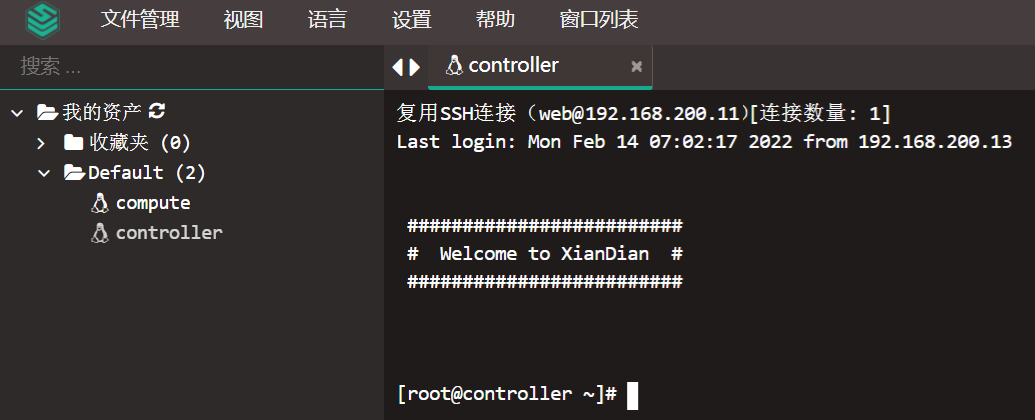 文件管理 视图 语言 设置 帮助 窗口列表
搜索 ...
controller
我的资产
收藏夹 (0)
Default (2)
compute
controller
复用SSH连接 (web@192.168.200.11)[连接数量: 1]
Last login: Mon Feb 14 07:02:17 2022 from 192.168.200.13
#########################
#  Welcome to XianDian  #
#########################
[root@controller ~]#